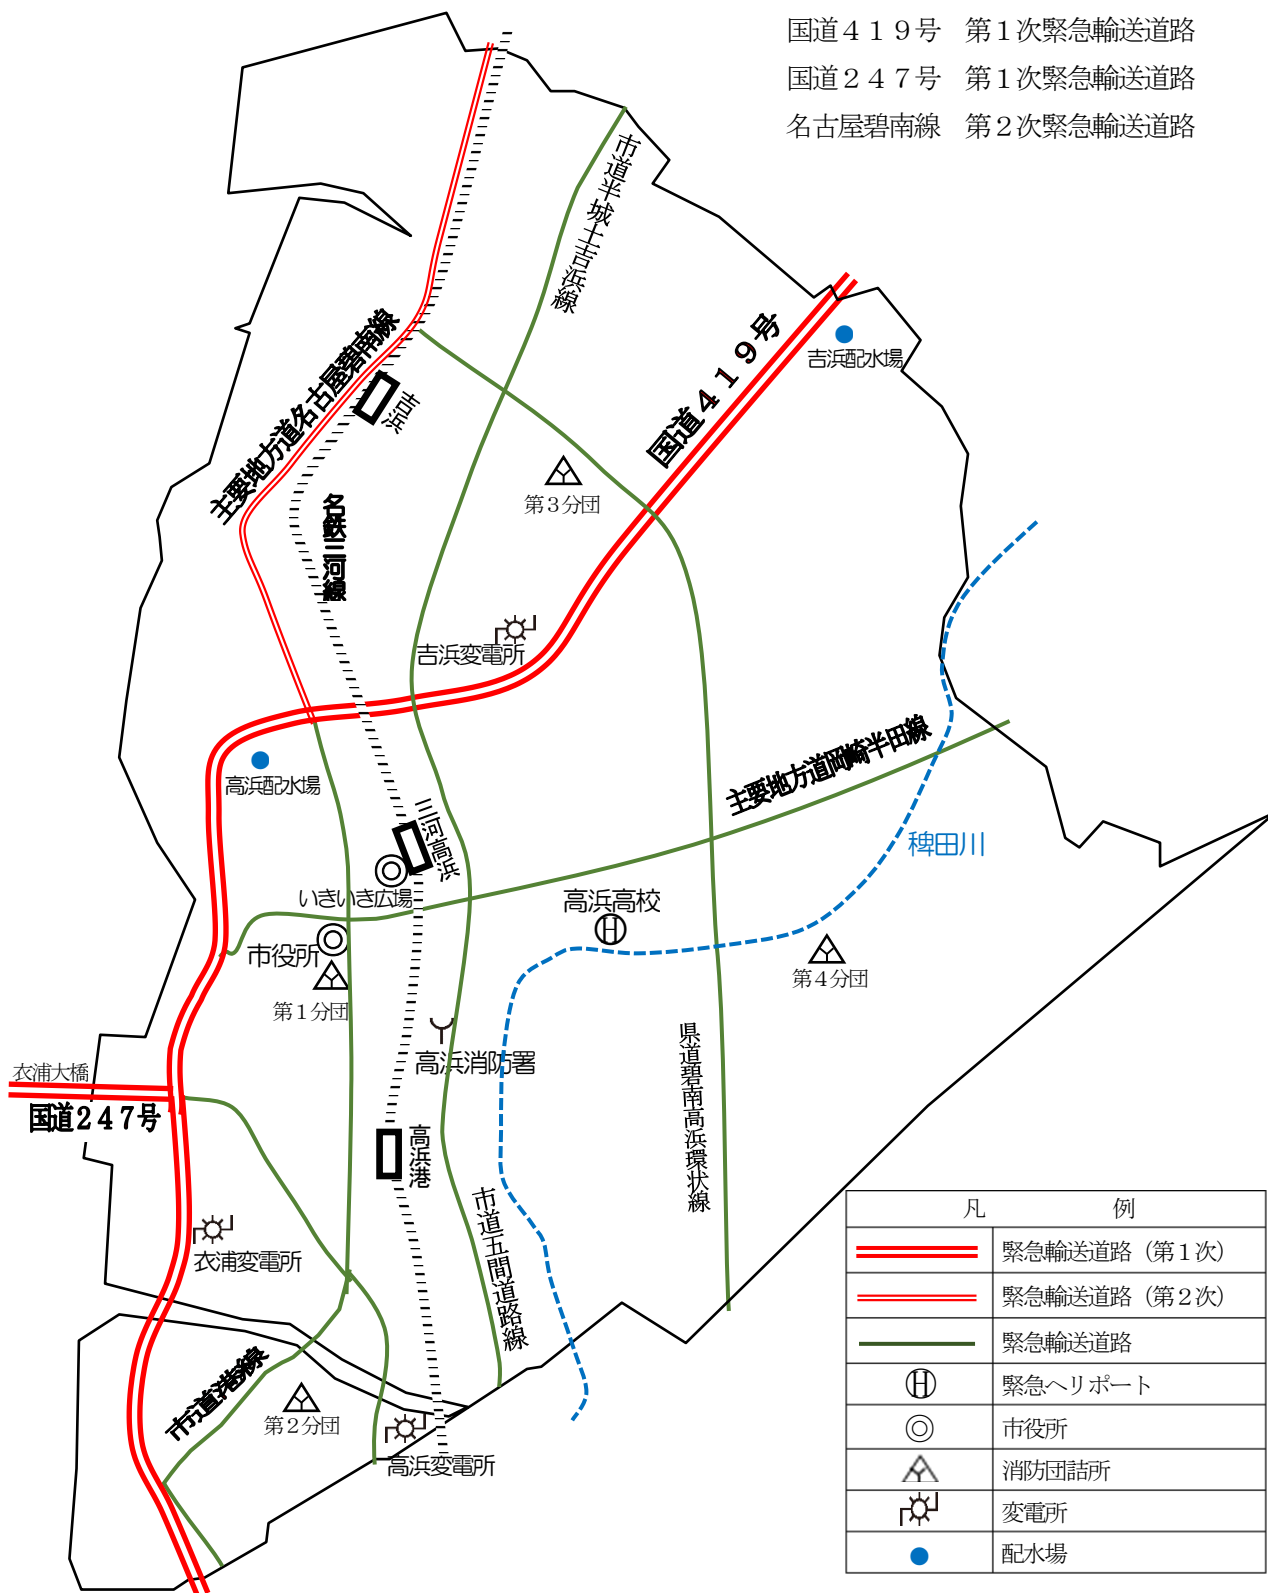 国道４１９号　第１次緊急輸送道路
国道２４７号　第１次緊急輸送道路
名古屋碧南線　第２次緊急輸送道路
市道半城土吉浜線
国道４１９号
吉浜配水場
主要地方道名古屋碧南線
吉浜
第３分団
名鉄三河線
吉浜変電所
主要地方道岡崎半田線
高浜配水場
三河高浜
稗田川
いきいき広場
高浜高校
市役所
第４分団
第１分団
高浜消防署
県道碧南高浜環状線
衣浦大橋
国道２４７号
高浜港
市道五間道路線
衣浦変電所
市道港線
第２分団
高浜変電所
凡　例
緊急輸送道路（第１次）
緊急輸送道路（第２次）
緊急輸送道路
H 緊急ヘリポート
市役所
消防団詰所
変電所
配水場